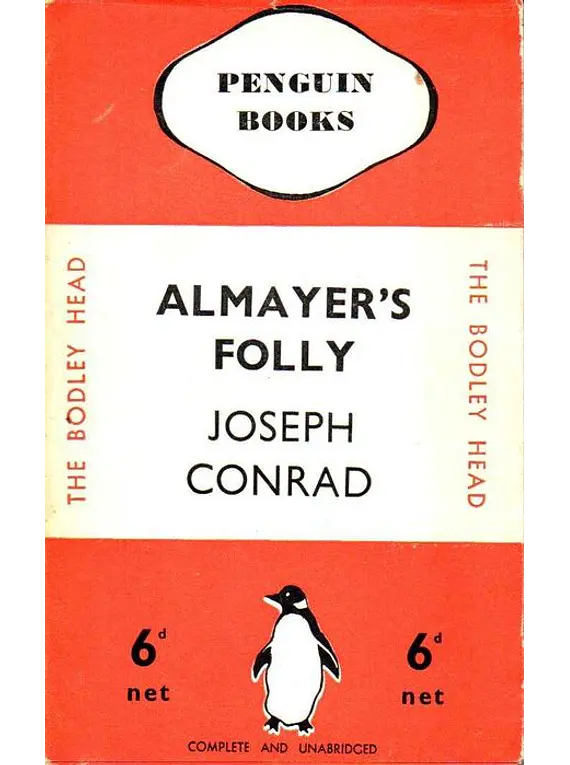 PENGUIN
BOOKS
THE BODLEY HEAD
ALMAYER'S
FOLLY
JOSEPH
CONRAD
THE BODLEY HEAD
6d
net
6d
net
COMPLETE AND UNABRIDGED